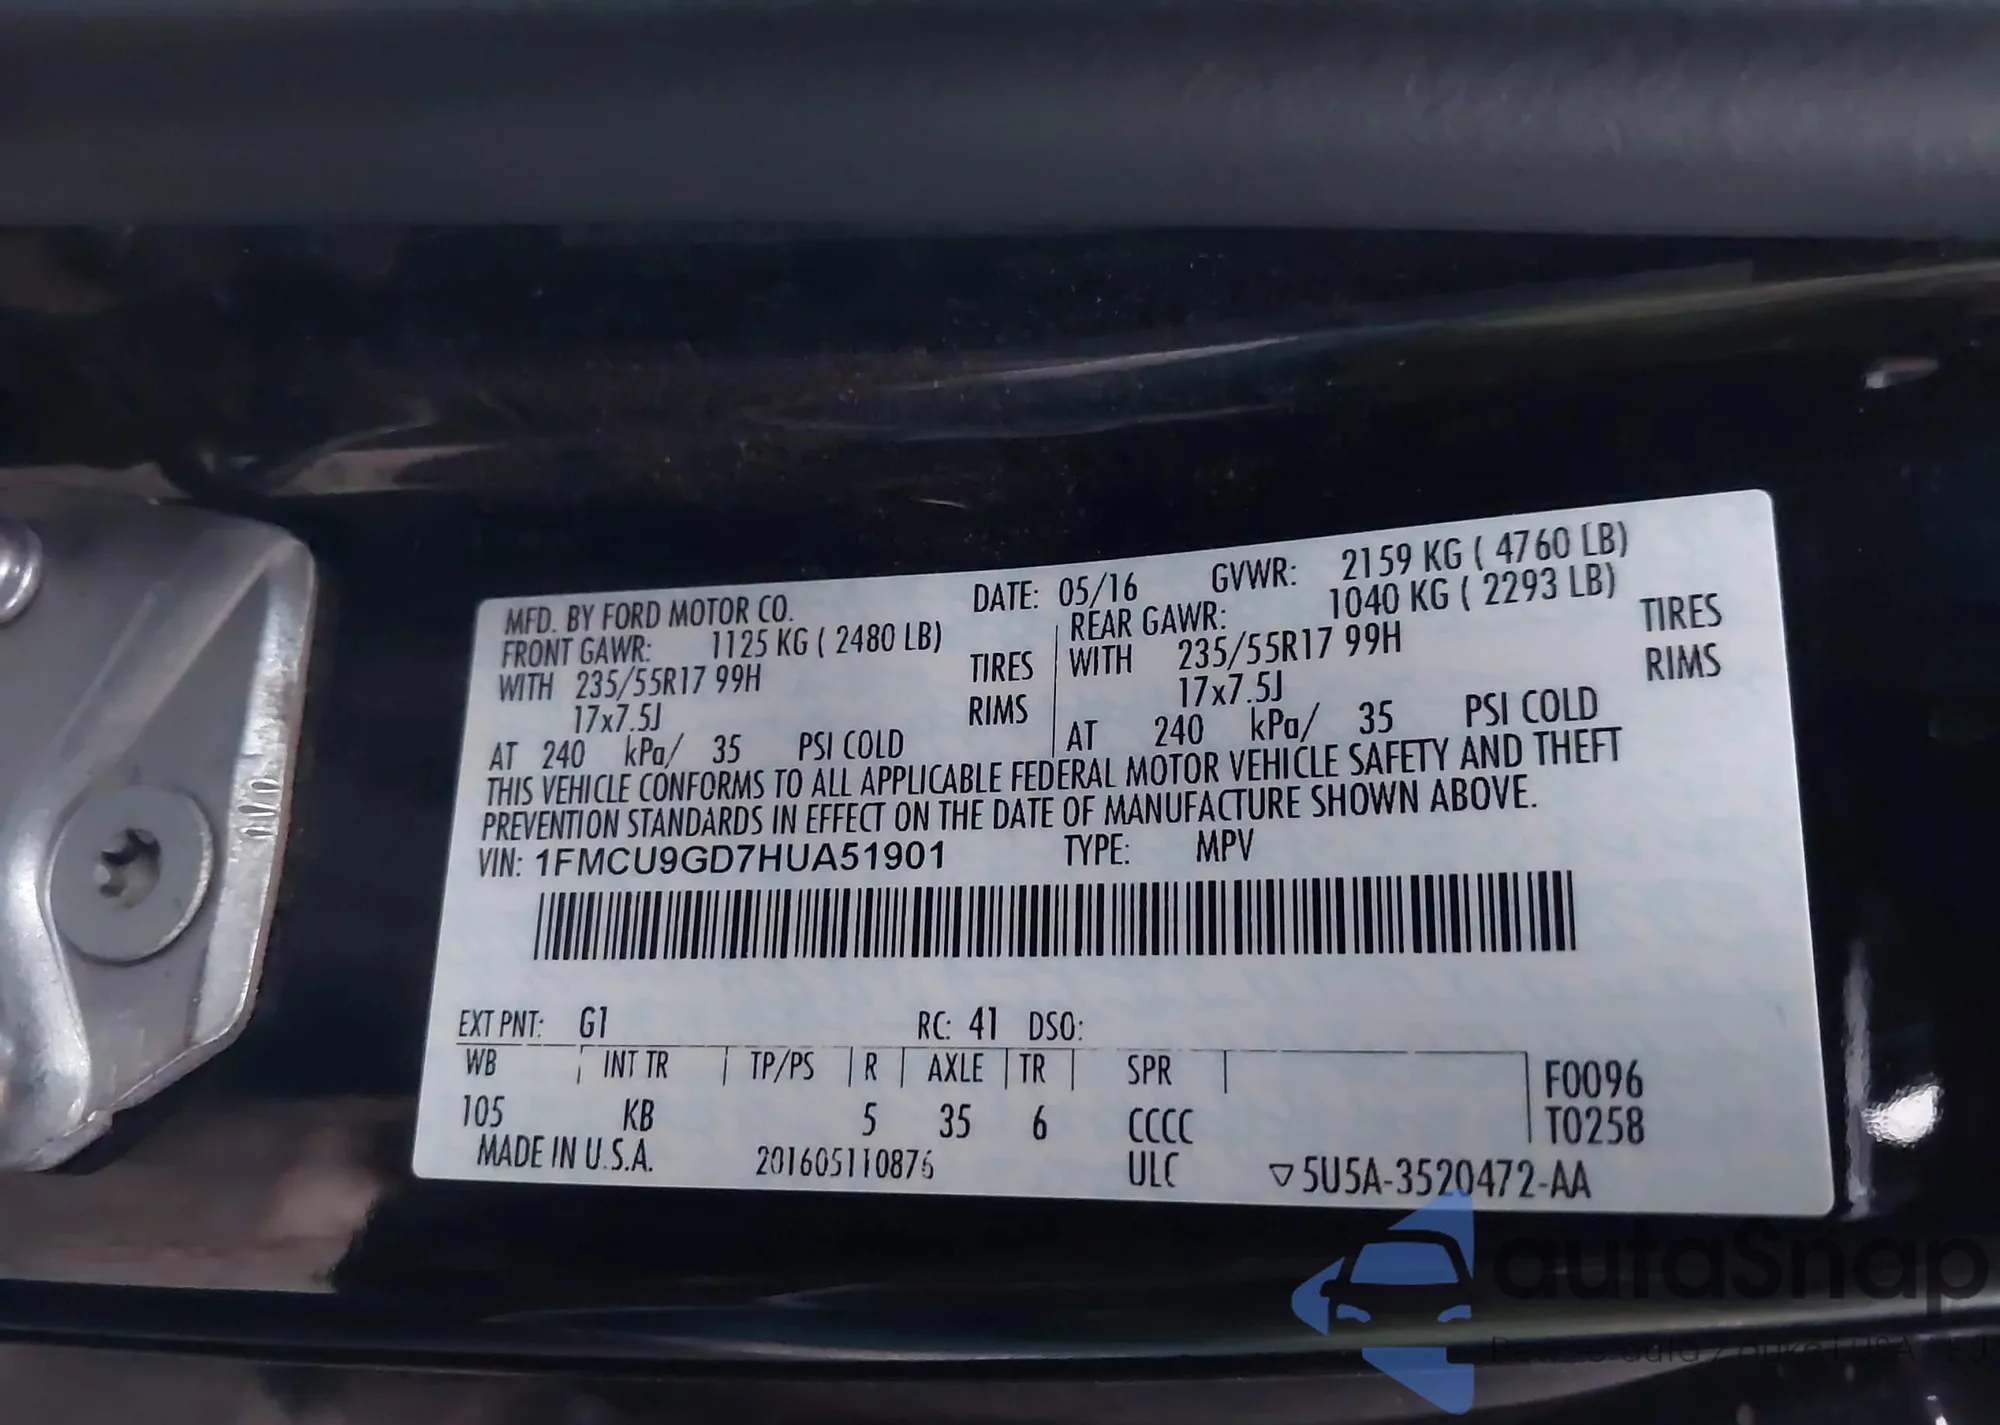 MFD. BY FORD MOTOR CO. DATE: 05/16 GVWR: 2159 KG ( 4760 LB)
FRONT GAWR: 1125 KG ( 2480 LB) REAR GAWR: 1040 KG ( 2293 LB)
WITH 235/55R17 99H TIRES WITH 235/55R17 99H TIRES
17x7.5J RIMS 17x7.5J RIMS
AT 240 kPa/ 35 PSI COLD AT 240 kPa/ 35 PSI COLD
THIS VEHICLE CONFORMS TO ALL APPLICABLE FEDERAL MOTOR VEHICLE SAFETY AND THEFT
PREVENTION STANDARDS IN EFFECT ON THE DATE OF MANUFACTURE SHOWN ABOVE.
VIN: 1FMCU9GD7HUA51901 TYPE: MPV
EXT PNT: G1 RC: 41 DSO:
WB INT TR TP/PS R AXLE TR SPR F0096
105 KB 5 35 6 CCCC T0258
MADE IN U.S.A. 201605110876 ULC ▽5U5A-3520472-AA
autaSnap